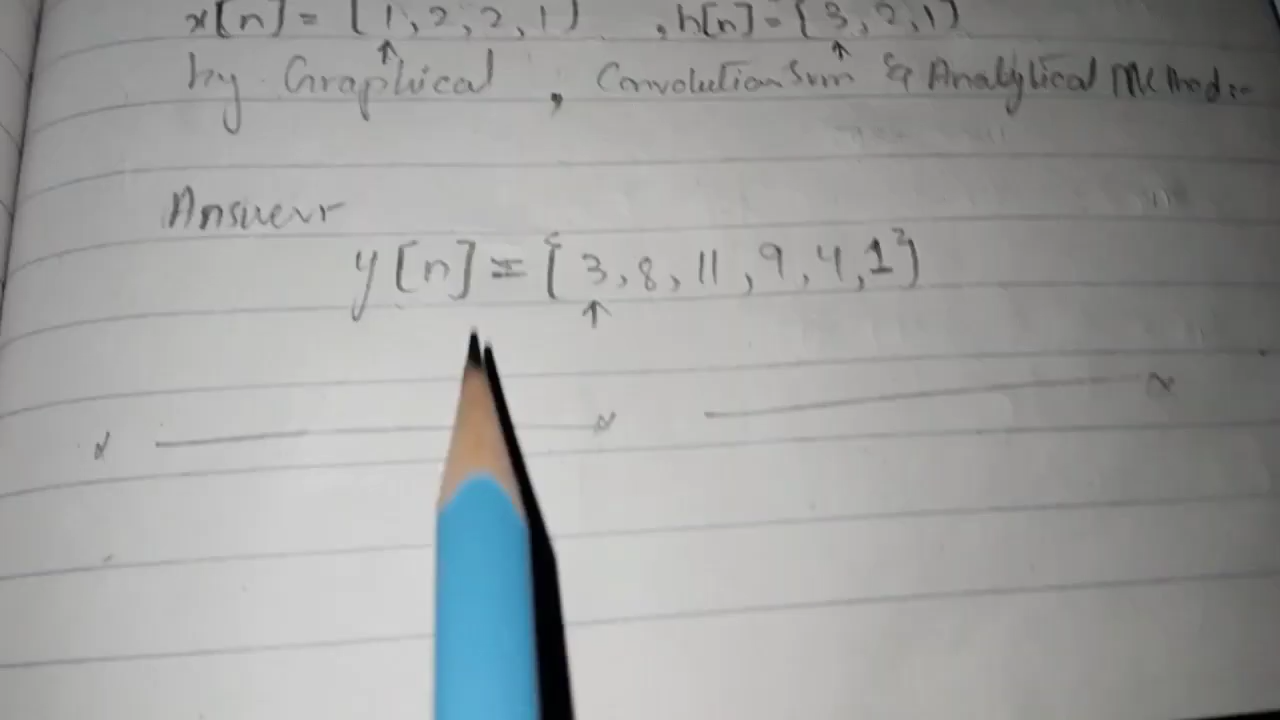 x[n] = {1, 2, 2, 1} , h[n] = {3, 2, 1}
↑ ↑
by Graphical , Convolution Sum & Analytical Method :-
Answer
y[n] = {3, 8, 11, 9, 4, 1}
↑